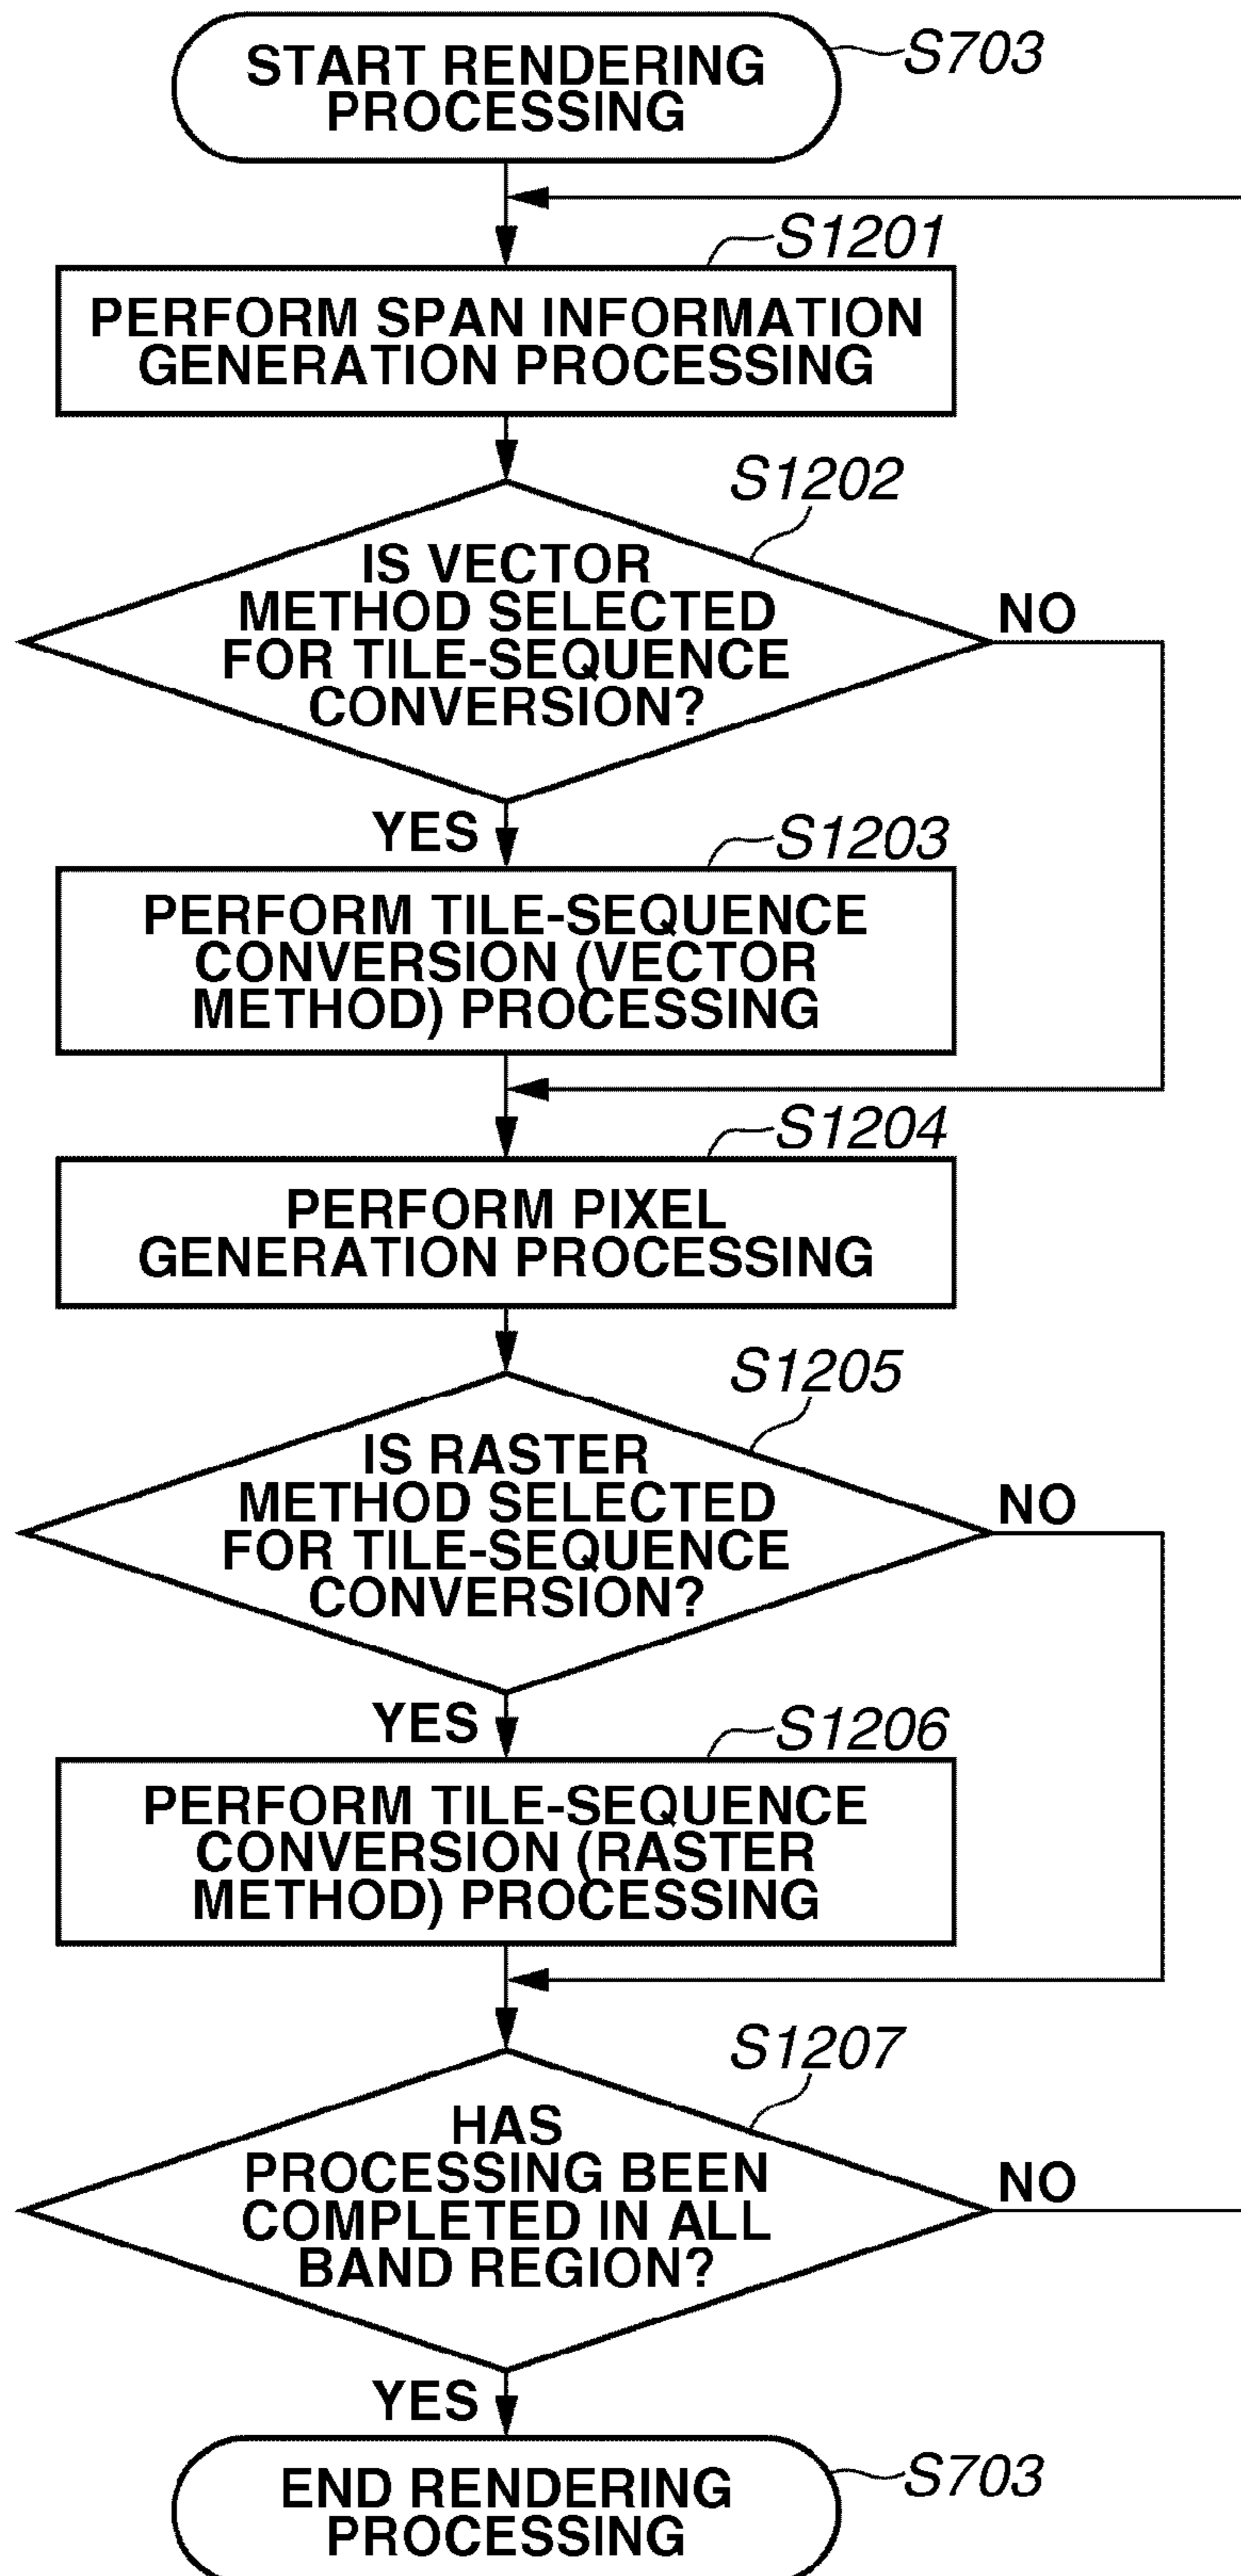 START RENDERING
PROCESSING
S703
S1201
PERFORM SPAN INFORMATION
GENERATION PROCESSING
S1202
IS VECTOR
METHOD SELECTED
FOR TILE-SEQUENCE
CONVERSION?
NO
YES
S1203
PERFORM TILE-SEQUENCE
CONVERSION (VECTOR
METHOD) PROCESSING
S1204
PERFORM PIXEL
GENERATION PROCESSING
S1205
IS RASTER
METHOD SELECTED
FOR TILE-SEQUENCE
CONVERSION?
NO
YES
S1206
PERFORM TILE-SEQUENCE
CONVERSION (RASTER
METHOD) PROCESSING
S1207
HAS
PROCESSING BEEN
COMPLETED IN ALL
BAND REGION?
NO
YES
END RENDERING
PROCESSING
S703